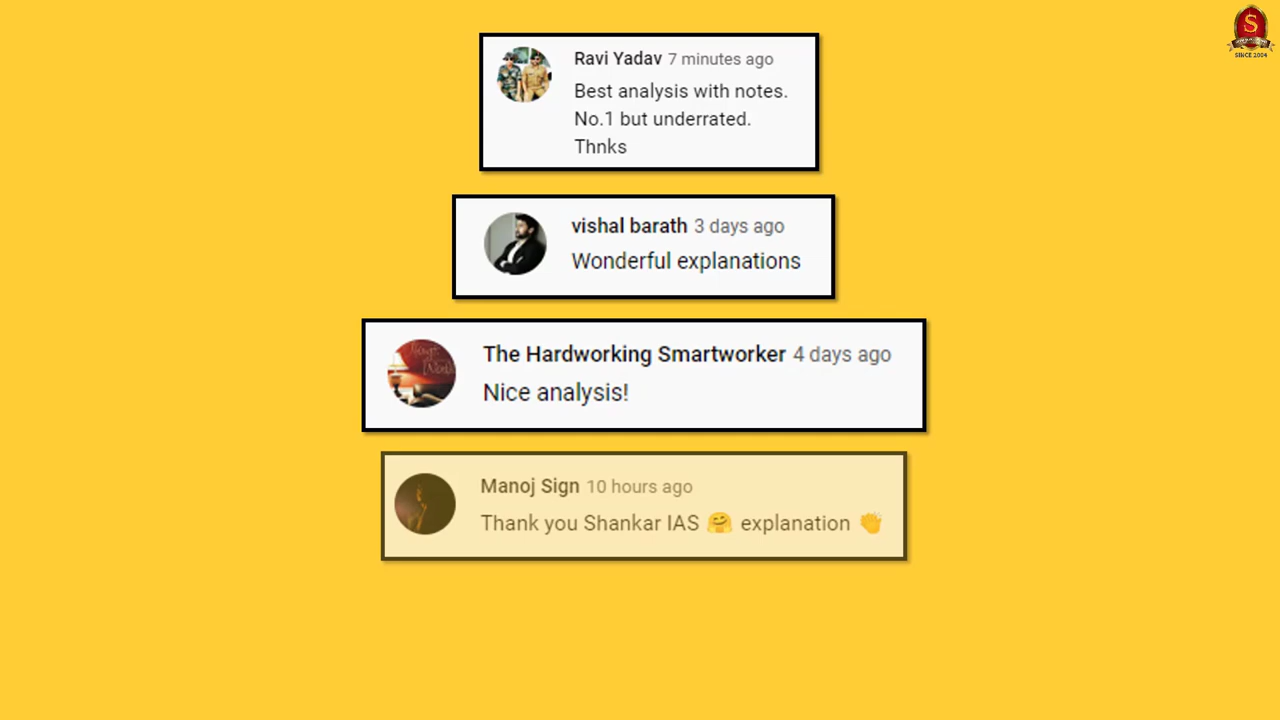 S
SINCE 2004
Ravi Yadav 7 minutes ago
Best analysis with notes.
No.1 but underrated.
Thnks
vishal barath 3 days ago
Wonderful explanations
The Hardworking Smartworker 4 days ago
Nice analysis!
Manoj Sign 10 hours ago
Thank you Shankar IAS 🤗 explanation 👏